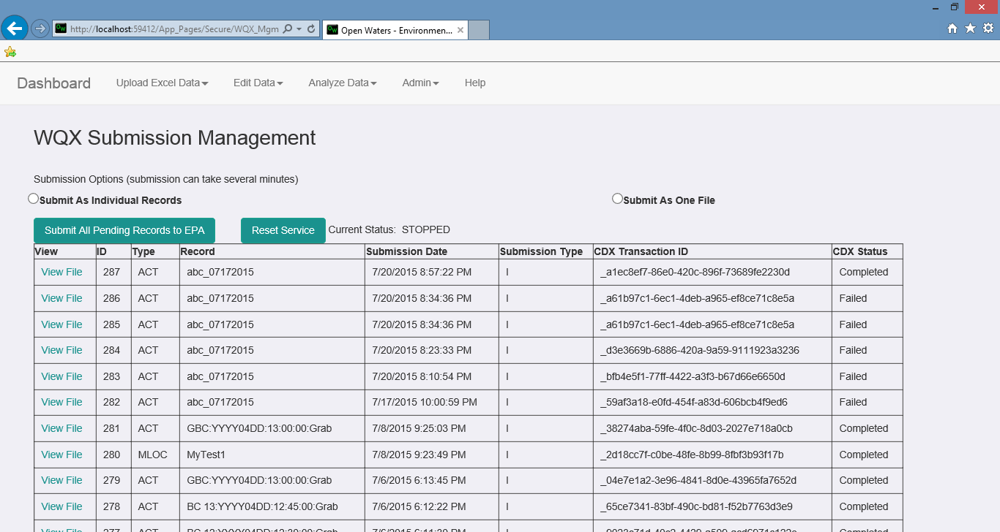 http://localhost:59412/App_Pages/Secure/WQX_Mgm
Open Waters - Environmen...
Dashboard Upload Excel Data Edit Data Analyze Data Admin Help
WQX Submission Management
Submission Options (submission can take several minutes)
Submit As Individual Records Submit As One File
Submit All Pending Records to EPA Reset Service Current Status: STOPPED
View ID Type Record Submission Date Submission Type CDX Transaction ID CDX Status
View File 287 ACT abc_07172015 7/20/2015 8:57:22 PM I _a1ec8ef7-86e0-420c-896f-73689fe2230d Completed
View File 286 ACT abc_07172015 7/20/2015 8:34:36 PM I _a61b97c1-6ec1-4deb-a965-ef8ce71c8e5a Failed
View File 285 ACT abc_07172015 7/20/2015 8:34:36 PM I _a61b97c1-6ec1-4deb-a965-ef8ce71c8e5a Failed
View File 284 ACT abc_07172015 7/20/2015 8:23:33 PM I _d3e3669b-6886-420a-9a59-9111923a3236 Failed
View File 283 ACT abc_07172015 7/20/2015 8:10:54 PM I _bfb4e5f1-77ff-4422-a3f3-b67d66e6650d Failed
View File 282 ACT abc_07172015 7/17/2015 10:00:59 PM I _59af3a18-e0fd-454f-a83d-606bcb4f9ed6 Failed
View File 281 ACT GBC:YYYY04DD:13:00:00:Grab 7/8/2015 9:25:03 PM I _38274aba-59fe-4f0c-8d03-2027e718a0cb Completed
View File 280 MLOC MyTest1 7/8/2015 9:23:49 PM I _2d18cc7f-c0be-48fe-8b99-8fbf3b93f17b Completed
View File 279 ACT GBC:YYYY04DD:13:00:00:Grab 7/6/2015 6:13:45 PM I _04e7e1a2-3e96-4841-8d0e-43965fa7652d Completed
View File 278 ACT BC 13:YYYY04DD:12:45:00:Grab 7/6/2015 6:12:22 PM I _65ce7341-83bf-490c-bd81-f52b7763d3e9 Completed
View File 277 ACT